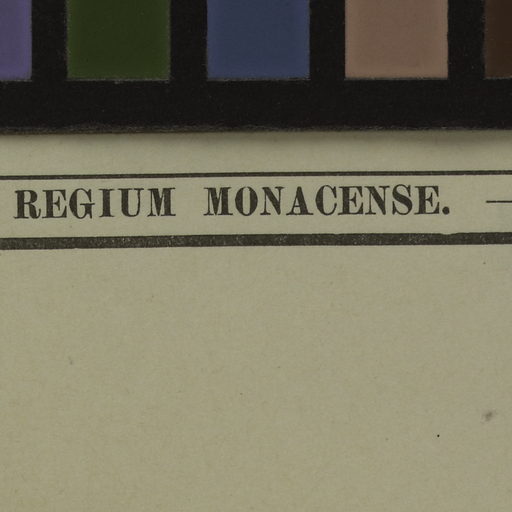 REGIUM MONACENSE. —